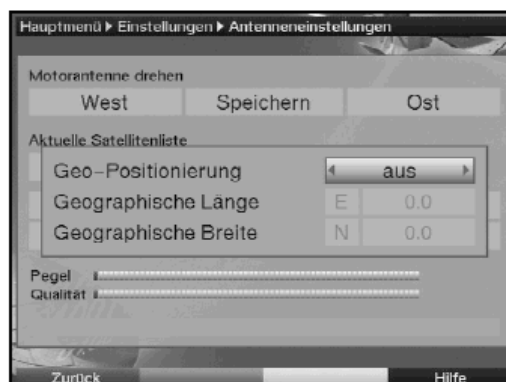 Hauptmenü ▶ Einstellungen ▶ Antenneneinstellungen
Motorantenne drehen
West Speichern Ost
Aktuelle Satellitenliste
Geo-Positionierung aus
Geographische Länge E 0.0
Geographische Breite N 0.0
Pegel
Qualität
Zurück Hilfe